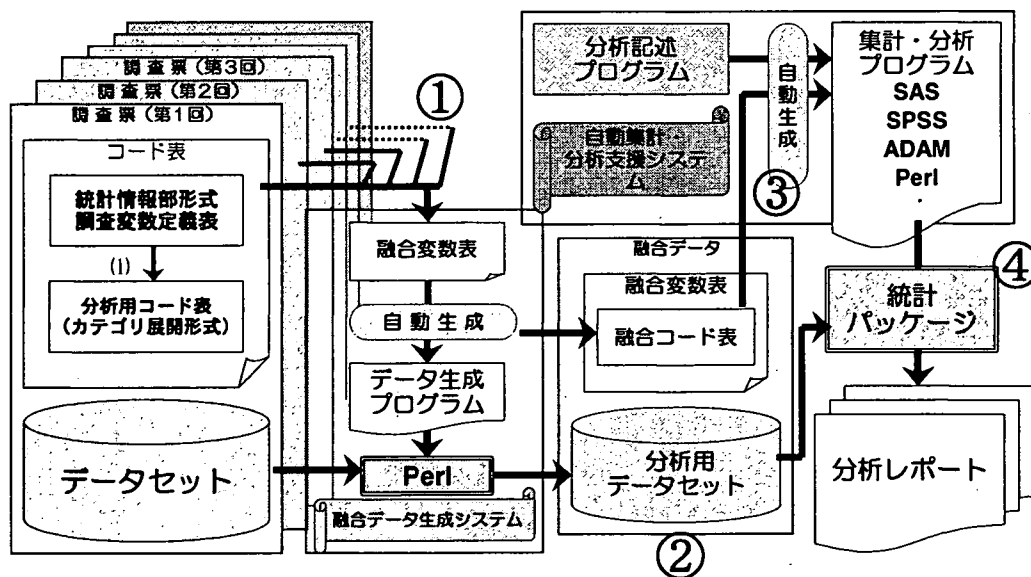 調査票(第3回)
調査票(第2回)
調査票(第1回)
コード表
統計情報部形式
調査変数定義表
(1)
分析用コード表
(カテゴリ展開形式)
データセット
①
融合変数表
自動生成
データ生成
プログラム
Perl
融合データ生成システム
融合データ
融合変数表
融合コード表
分析用
データセット
②
分析記述
プログラム
自動集計・
分析支援システ
ム
自動生成
③
集計・分析
プログラム
SAS
SPSS
ADAM
Perl
.
④
統計
パッケージ
分析レポート